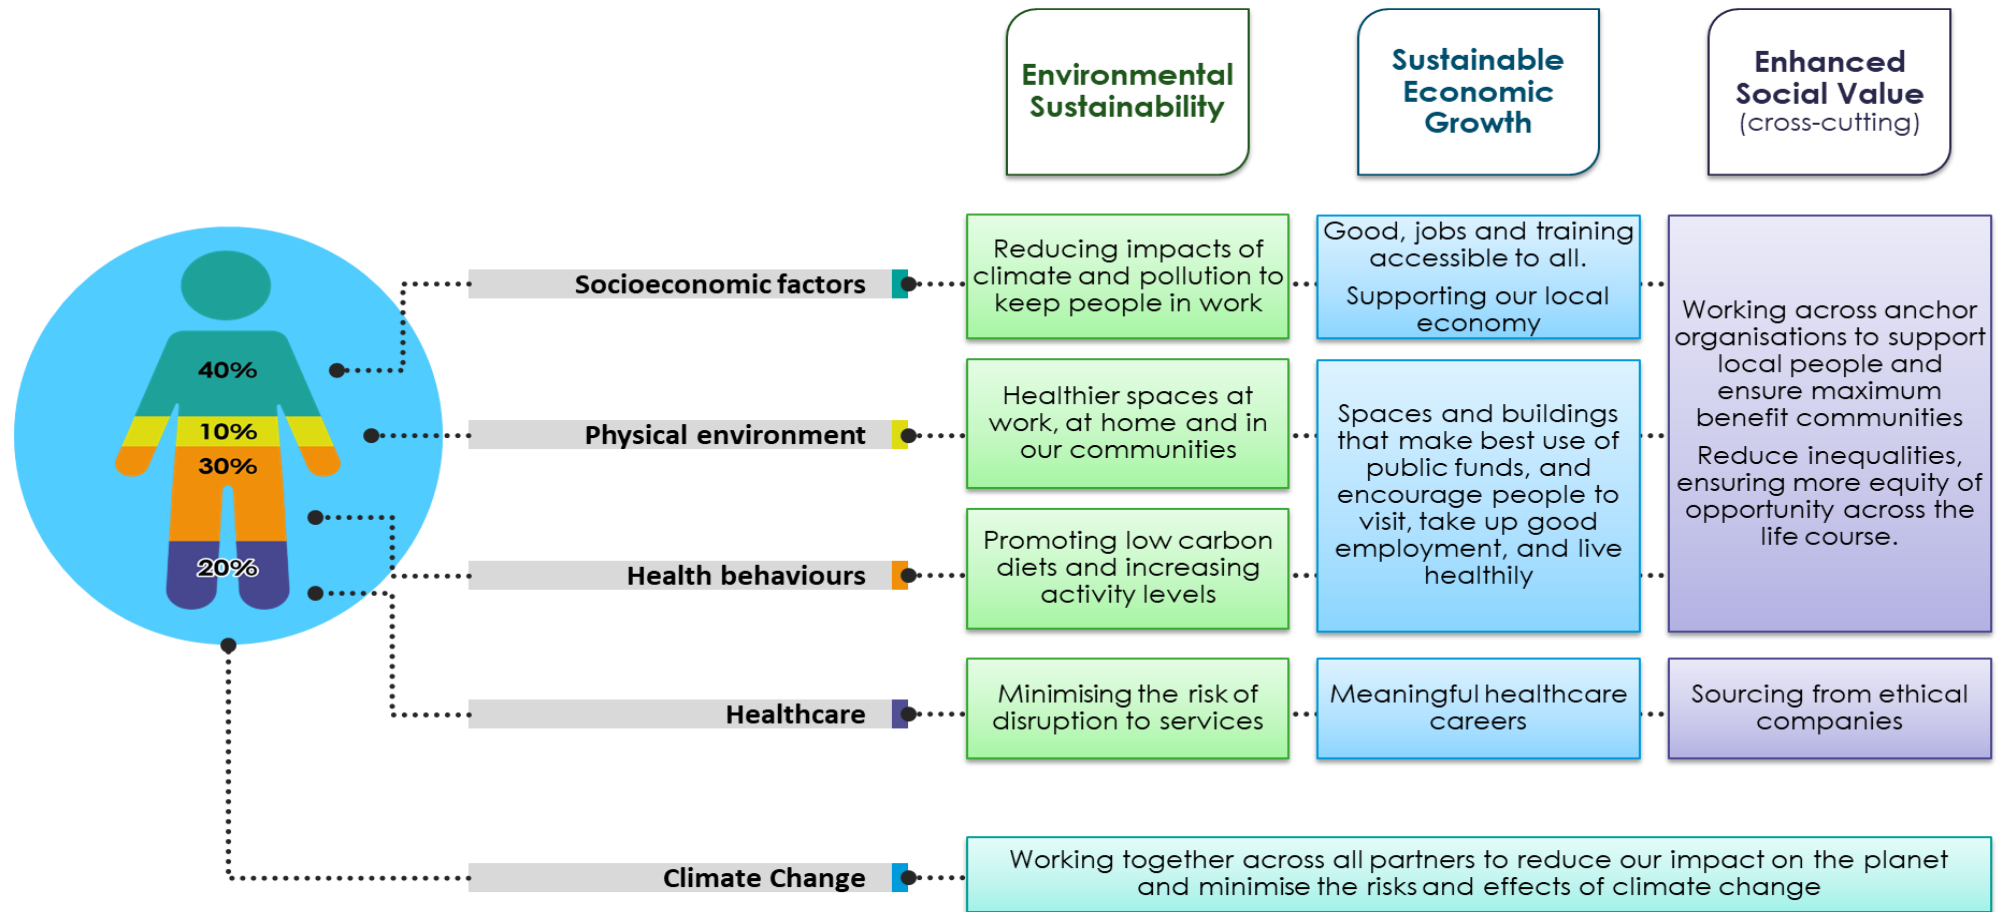 Environmental
Sustainability
Sustainable
Economic
Growth
Enhanced
Social Value
(cross-cutting)
40%
10%
30%
20%
Socioeconomic factors
Reducing impacts of
climate and pollution to
keep people in work
Good, jobs and training
accessible to all.
Supporting our local
economy
Working across anchor
organisations to support
local people and
ensure maximum
benefit communities
Reduce inequalities,
ensuring more equity of
opportunity across the
life course.
Physical environment
Healthier spaces at
work, at home and in
our communities
Spaces and buildings
that make best use of
public funds, and
encourage people to
visit, take up good
employment, and live
healthily
Health behaviours
Promoting low carbon
diets and increasing
activity levels
Healthcare
Minimising the risk of
disruption to services
Meaningful healthcare
careers
Sourcing from ethical
companies
Climate Change
Working together across all partners to reduce our impact on the planet
and minimise the risks and effects of climate change